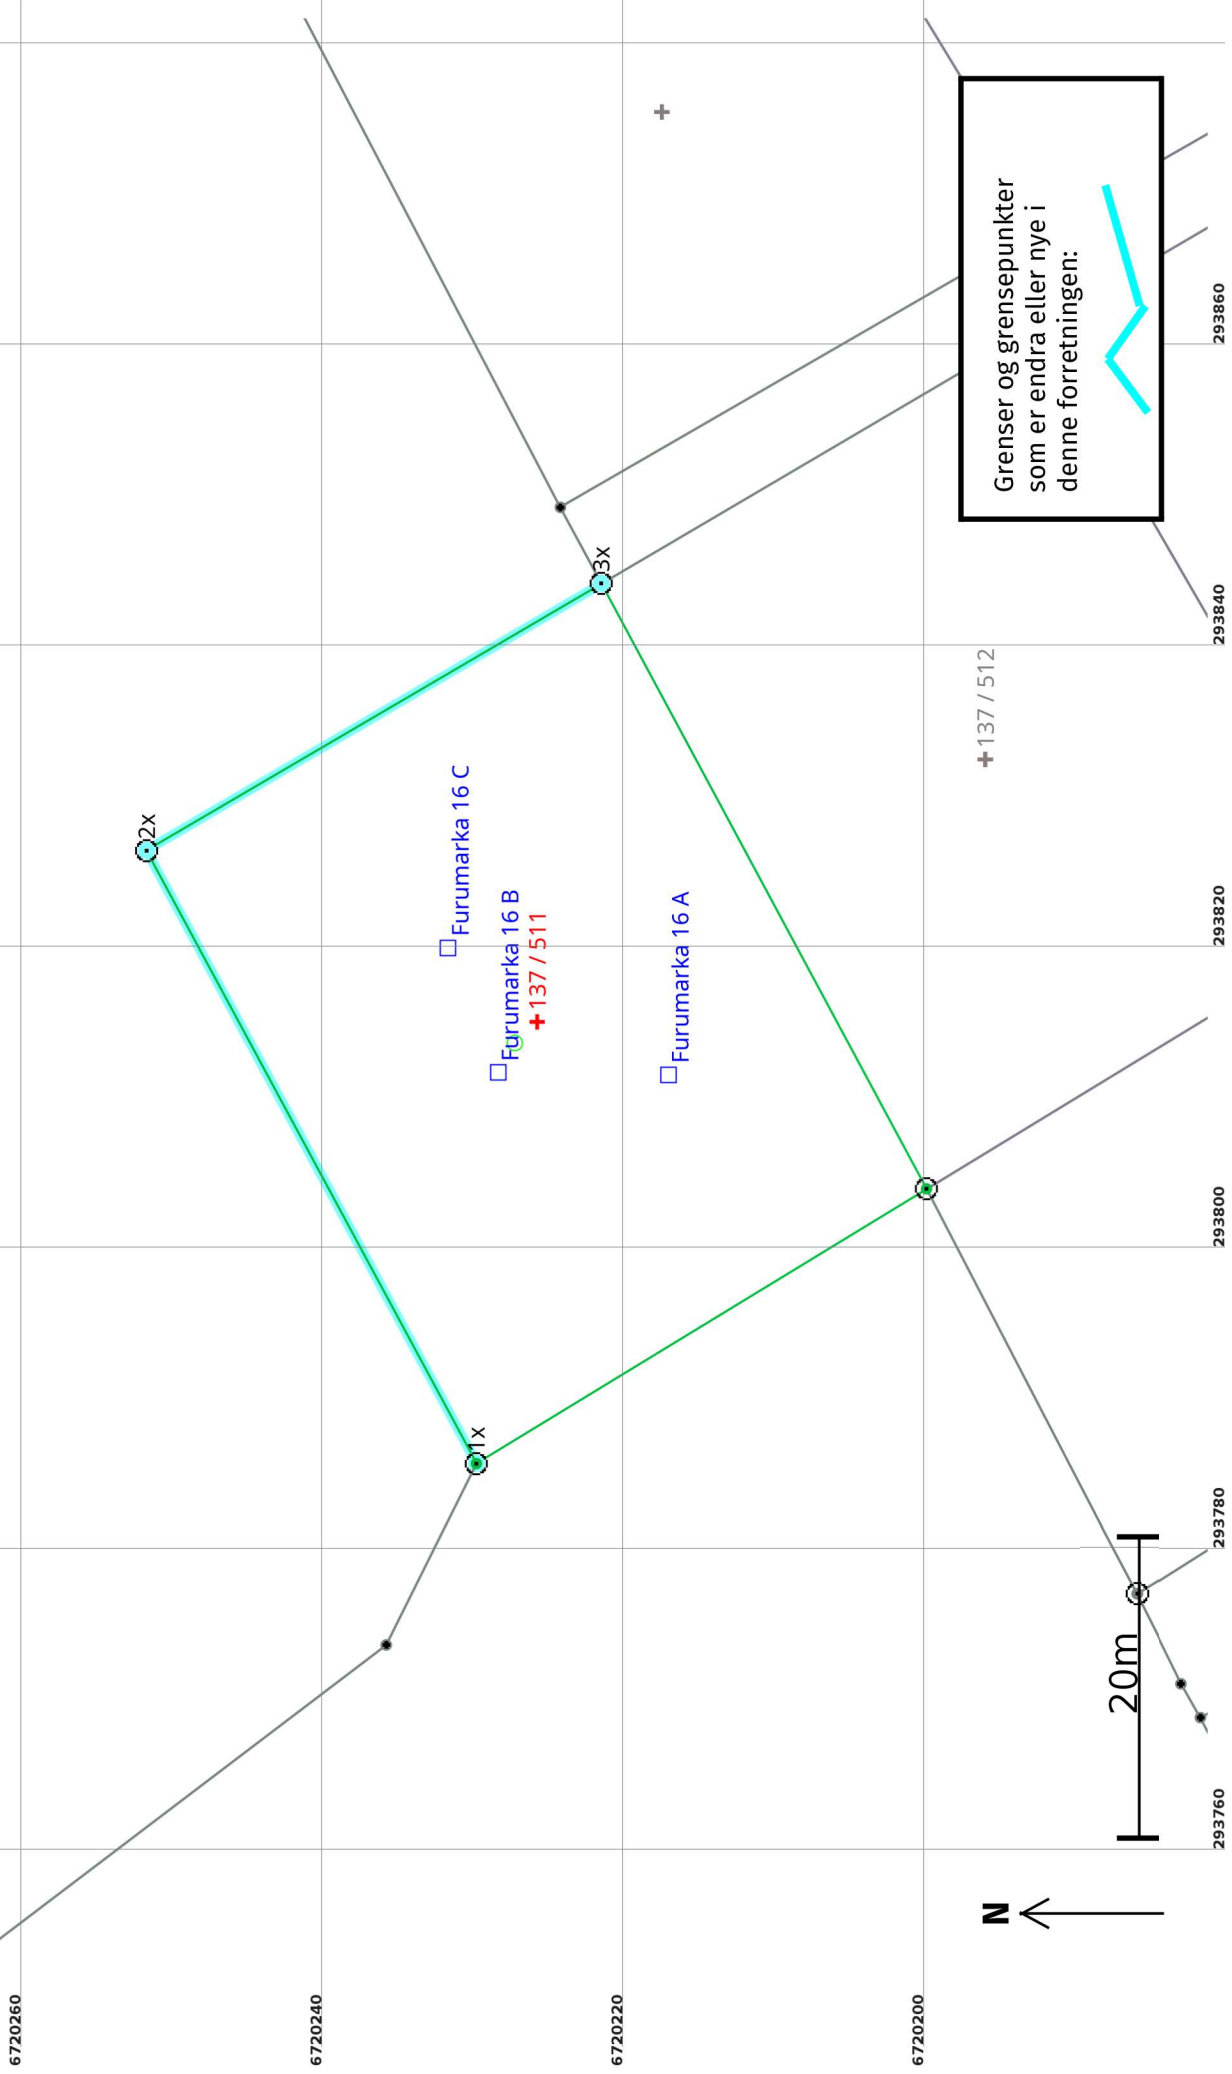 3x
2x
Furumarka 16 C
Furumarka 16 B
+ 137 / 511
Furumarka 16 A
+ 137 / 512
1x
Grenser og grensepunkter
som er endra eller nye i
denne forretningen:
20m
N
6720260
6720240
6720220
6720200
293760
293780
293800
293820
293840
293860